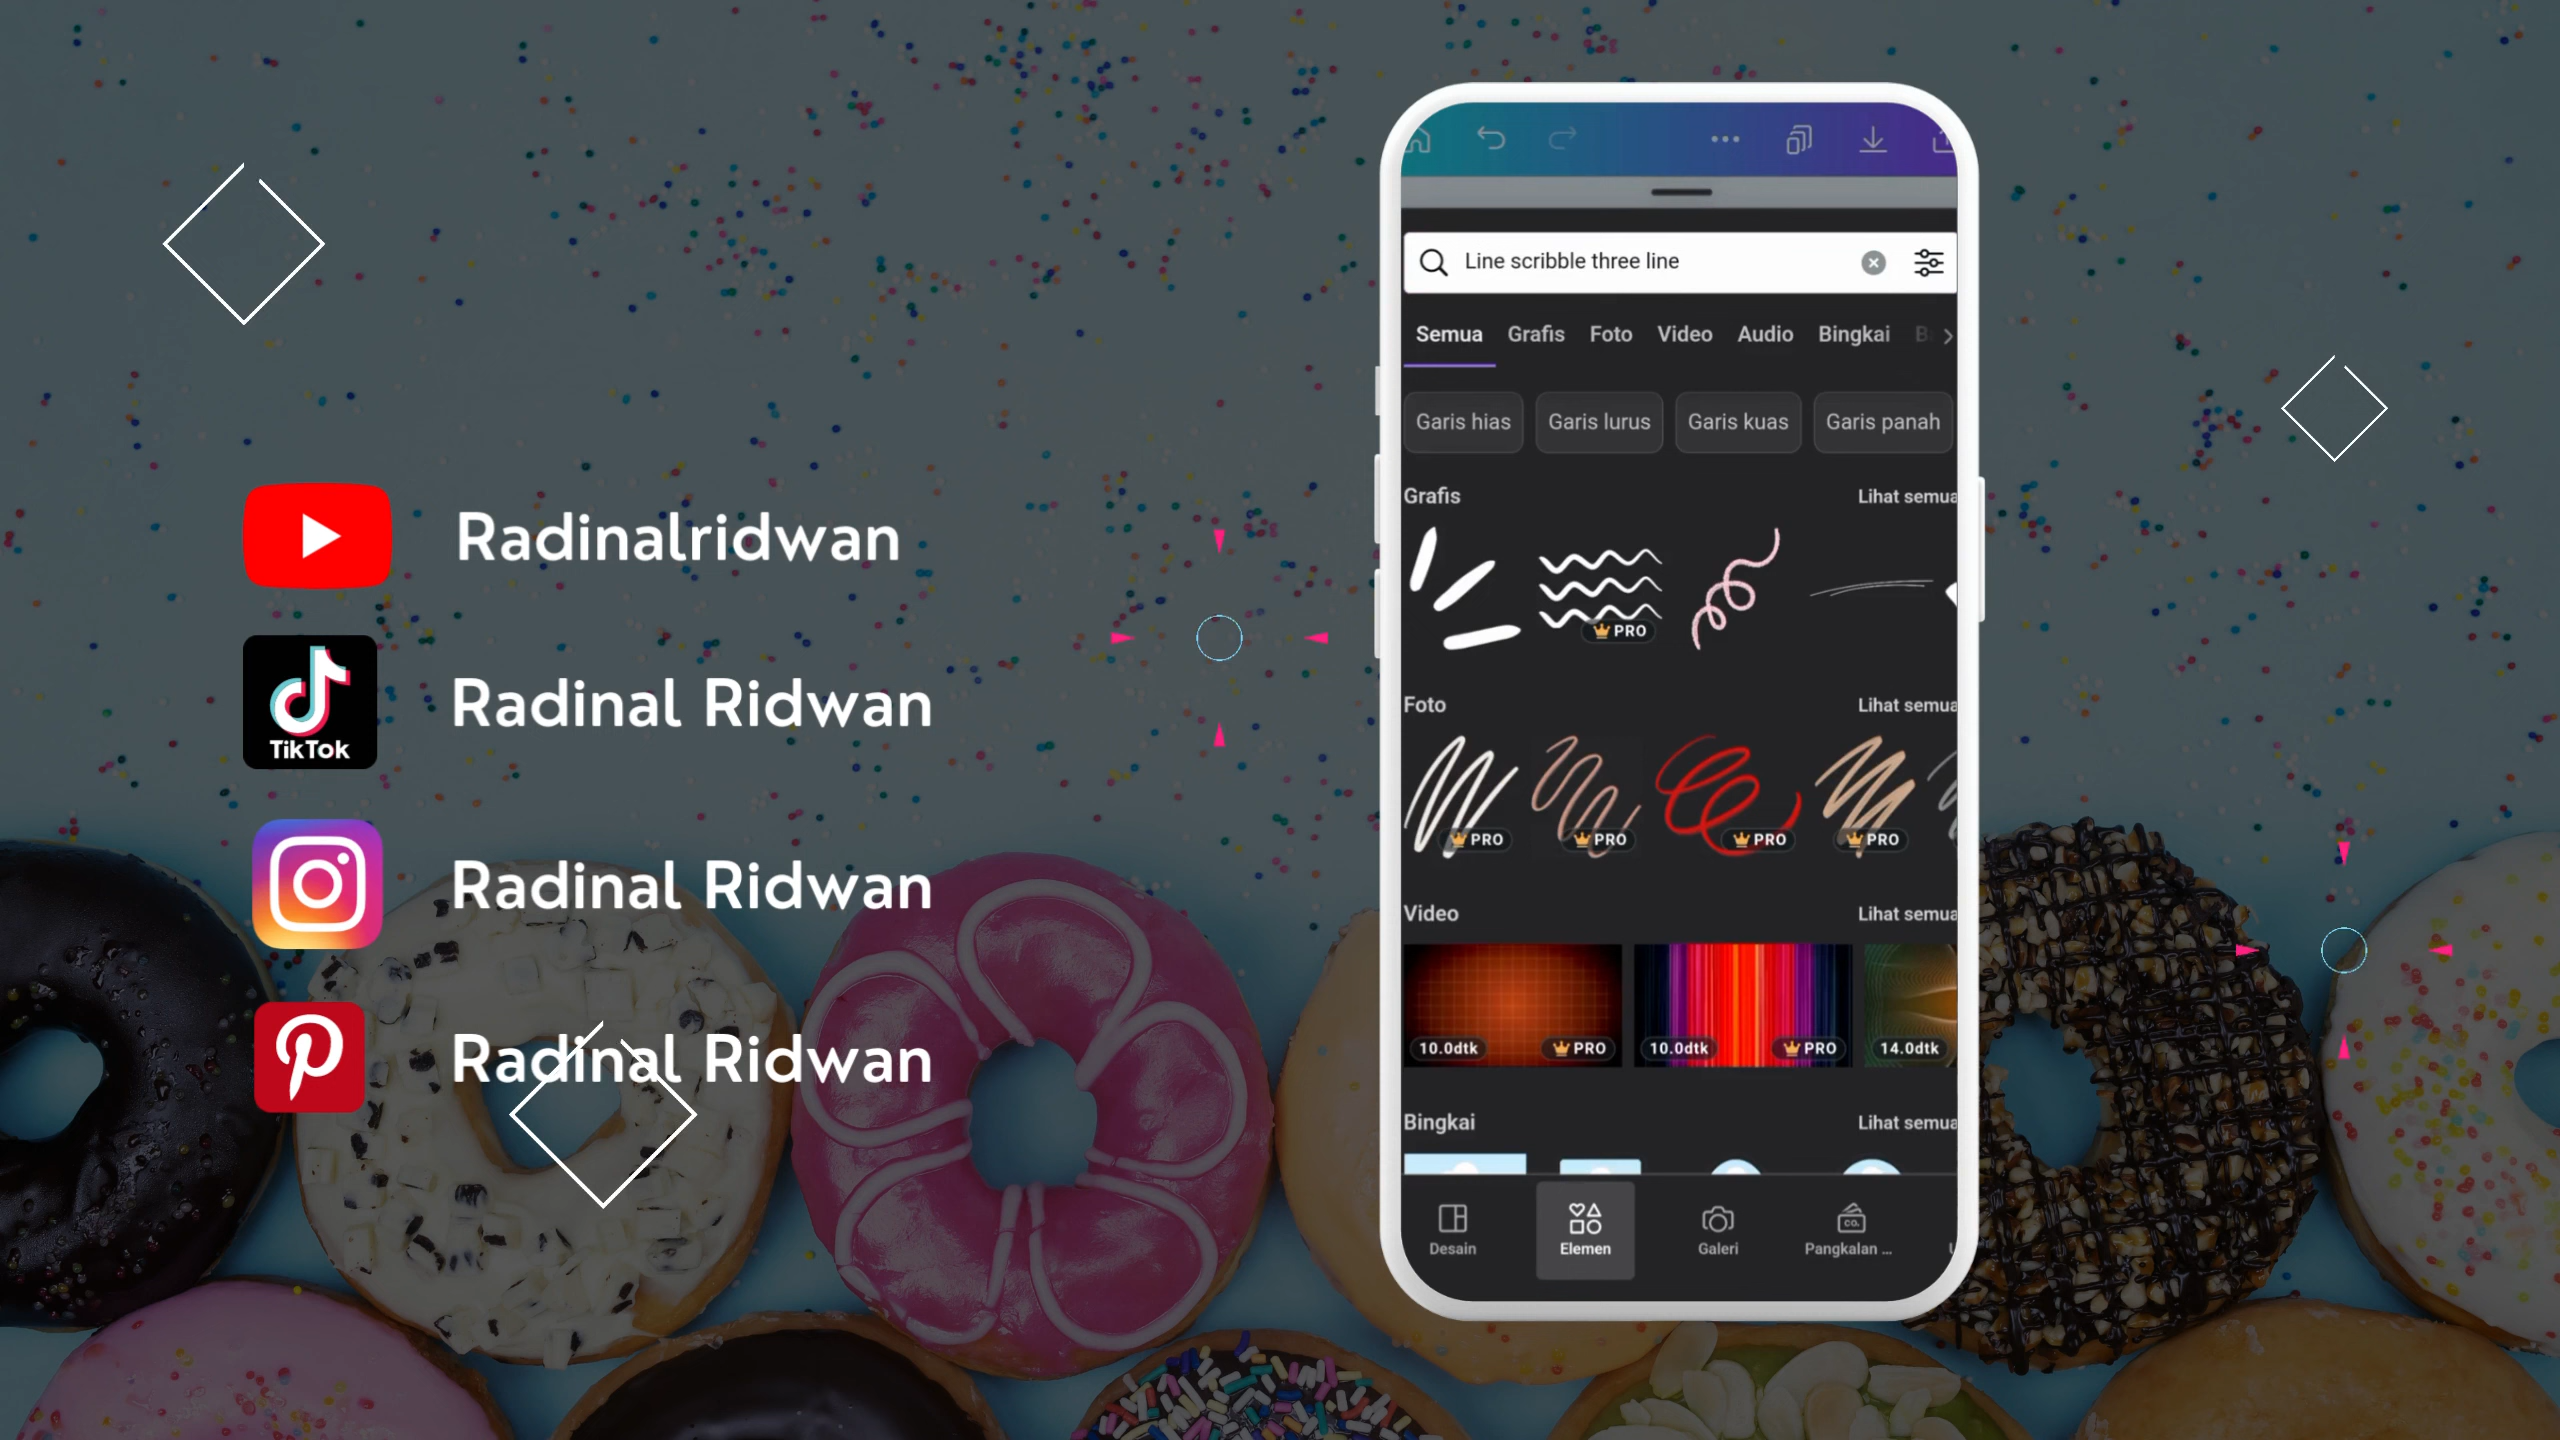 Radinalridwan
TikTok
Radinal Ridwan
Radinal Ridwan
Radinal Ridwan
Line scribble three line
Semua Grafis Foto Video Audio Bingkai
Garis hias Garis lurus Garis kuas Garis panah
Grafis Lihat semua
PRO
Foto Lihat semua
PRO PRO PRO PRO
Video Lihat semua
10.0dtk PRO 10.0dtk PRO 14.0dtk
Bingkai Lihat semua
CO.
Desain Elemen Galeri Pangkalan ...